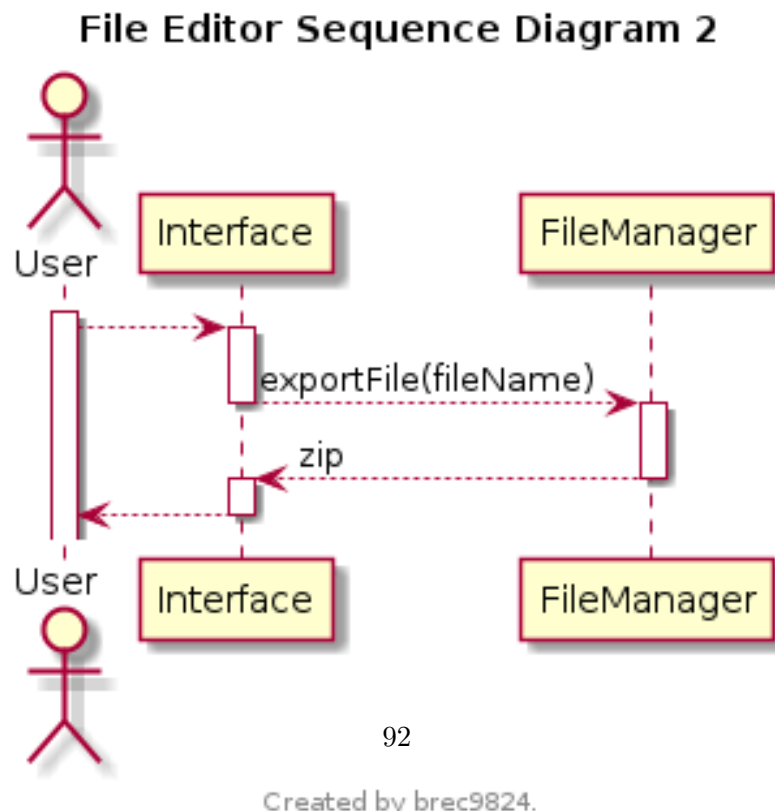 File Editor Sequence Diagram 2
User
Interface
FileManager
exportFile(fileName)
zip
User
Interface
FileManager
92
Created by brec9824.